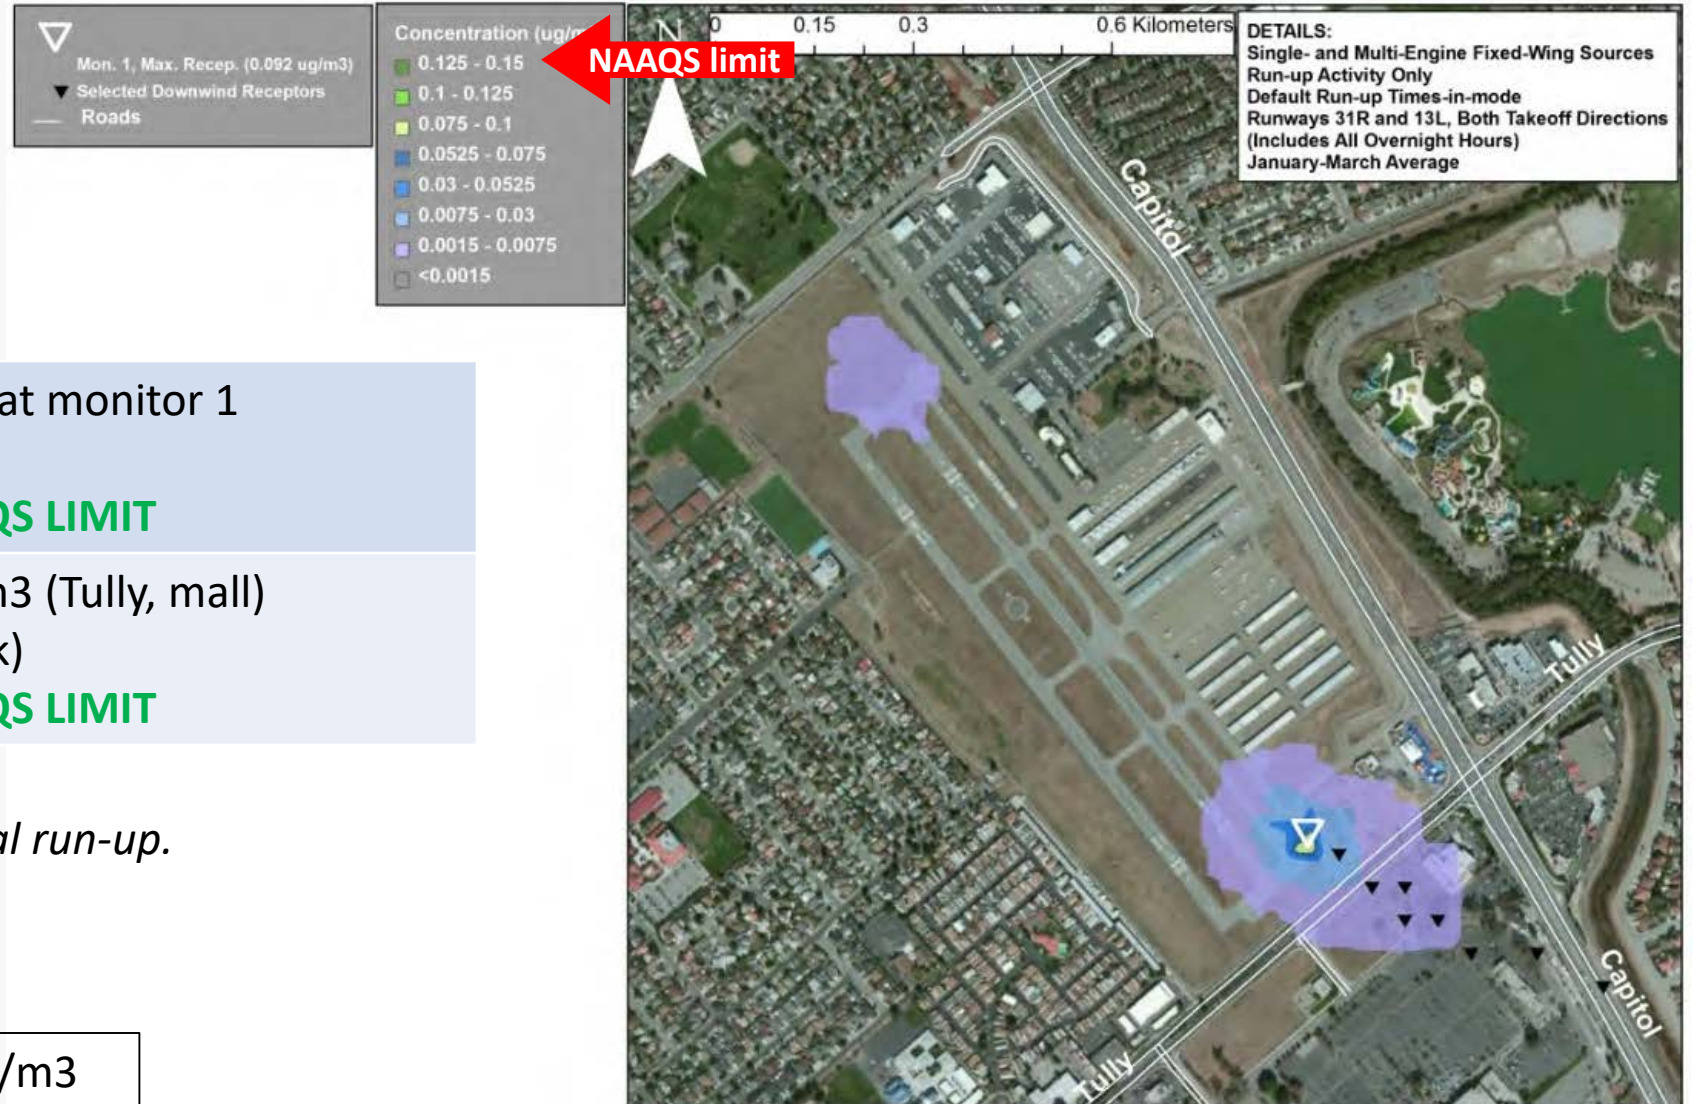 Mon. 1, Max. Recep. (0.092 ug/m3)
Selected Downwind Receptors
Roads
Concentration (ug/m
0.125 - 0.15
0.1 - 0.125
0.075 - 0.1
0.0525 - 0.075
0.03 - 0.0525
0.0075 - 0.03
0.0015 - 0.0075
<0.0015
NAAQS limit
N
0 0.15 0.3 0.6 Kilometers
DETAILS:
Single- and Multi-Engine Fixed-Wing Sources
Run-up Activity Only
Default Run-up Times-in-mode
Runways 31R and 13L, Both Takeoff Directions
(Includes All Overnight Hours)
January-March Average
Capitol
Tully
Capitol
Tully
at monitor 1
QS LIMIT
m3 (Tully, mall)
k)
QS LIMIT
al run-up.
/m3